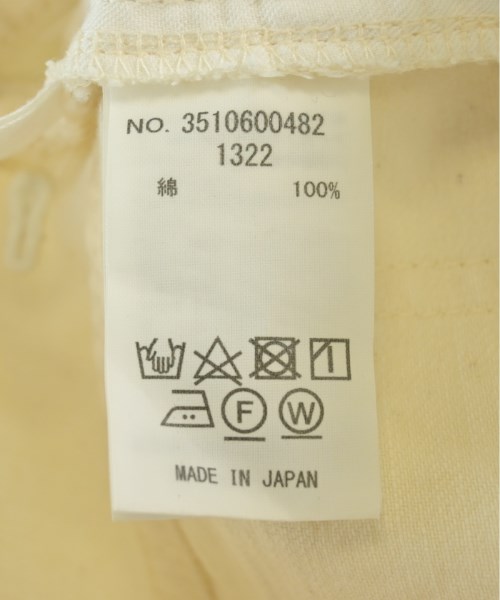 NO. 3510600482
1322
綿 100%
F W
MADE IN JAPAN